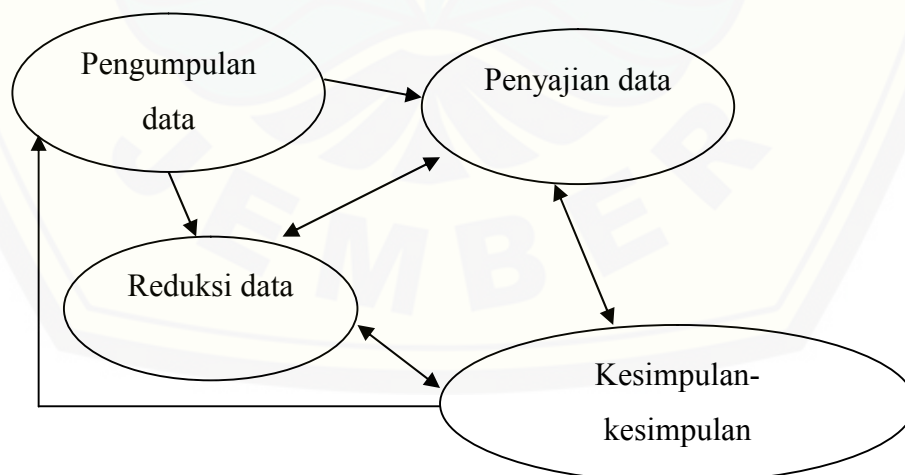 Pengumpulan
data
Penyajian data
Reduksi data
Kesimpulan-
kesimpulan